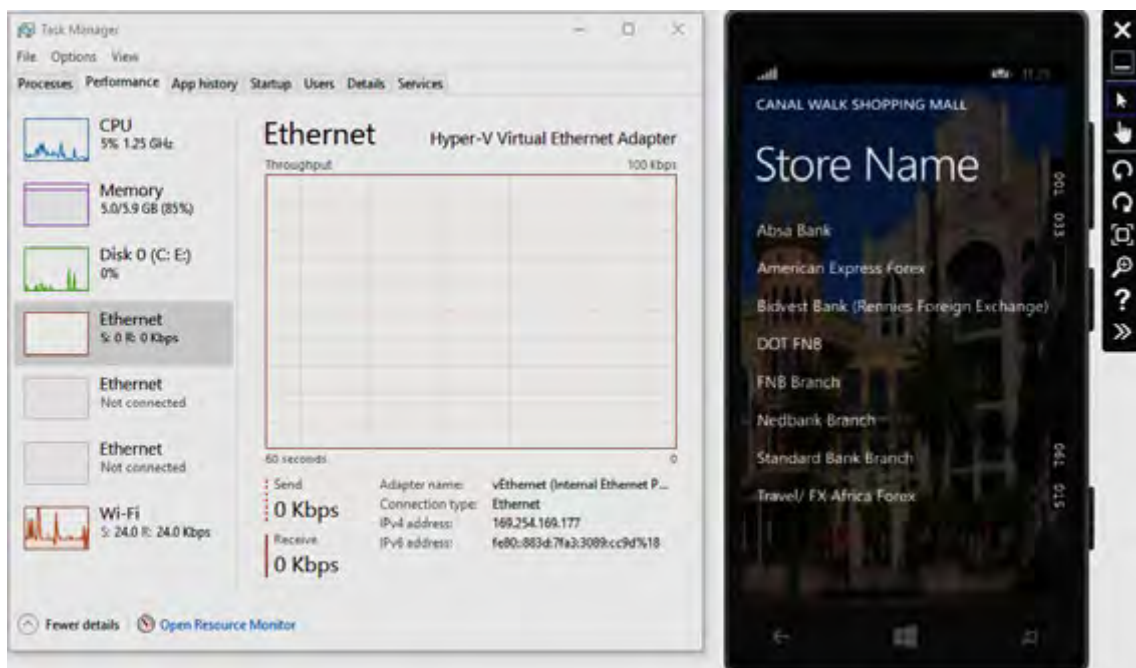 Task Manager
File Options View
Processes Performance App history Startup Users Details Services
CPU
5% 1.25 GHz
Memory
5.0/5.9 GB (85%)
Disk 0 (C: E:)
0%
Ethernet
S: 0 R: 0 Kbps
Ethernet
Not connected
Ethernet
Not connected
Wi-Fi
S: 24.0 R: 24.0 Kbps
Ethernet
Hyper-V Virtual Ethernet Adapter
Throughput 100 Kbps
60 seconds 0
Send
0 Kbps
Receive
0 Kbps
Adapter name: vEthernet (Internal Ethernet P...
Connection type: Ethernet
IPv4 address: 169.254.169.177
IPv6 address: fe80::883d:7fa3:3089:cc9d%18
Fewer details Open Resource Monitor
CANAL WALK SHOPPING MALL
Store Name
Absa Bank
American Express Forex
Bidvest Bank (Rennies Foreign Exchange)
DOT FNB
FNB Branch
Nedbank Branch
Standard Bank Branch
Travel/ FX Africa Forex